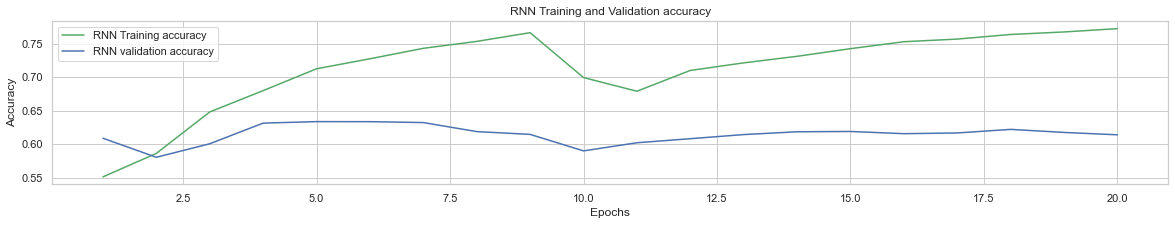 RNN Training and Validation accuracy
RNN Training accuracy
RNN validation accuracy
Accuracy
0.75
0.70
0.65
0.60
0.55
2.5 5.0 7.5 10.0 12.5 15.0 17.5 20.0
Epochs